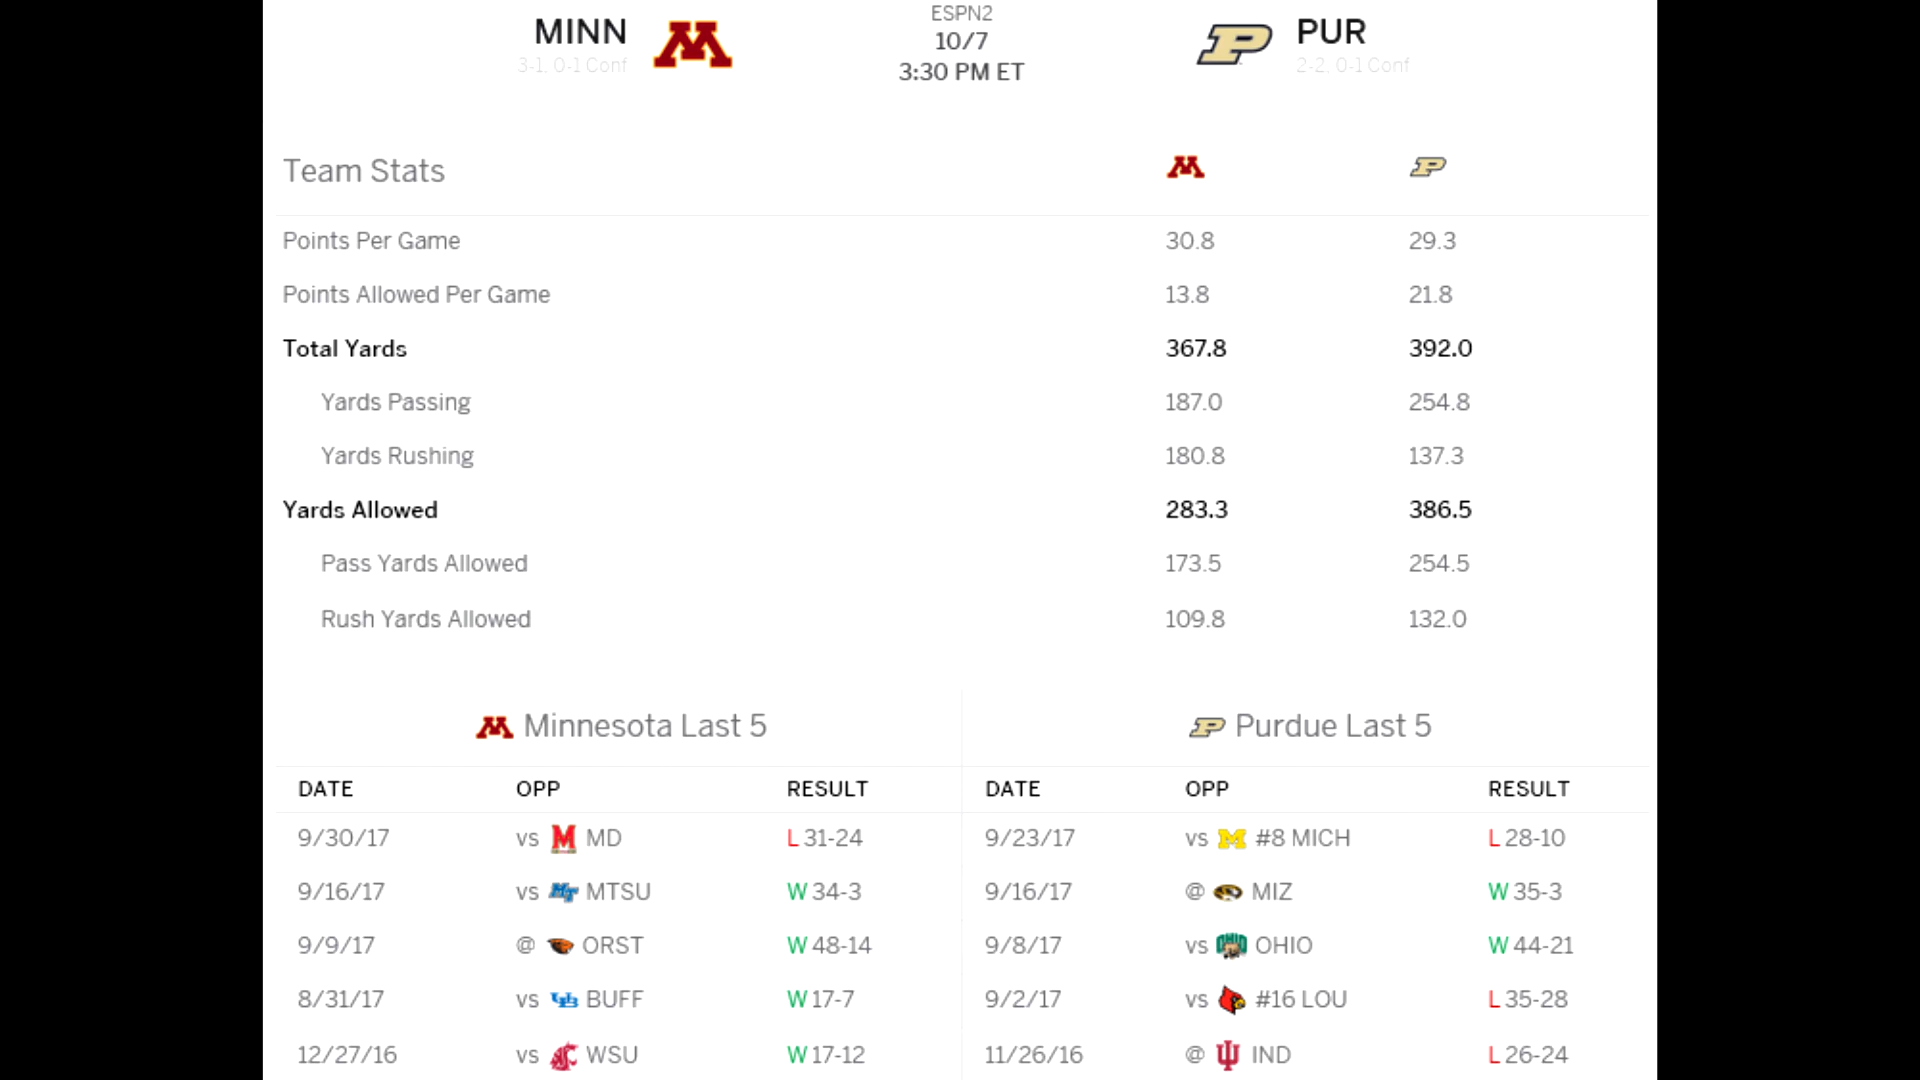 MINN
3-1, 0-1 Conf
ESPN2
10/7
3:30 PM ET
PUR
2-2, 0-1 Conf
Team Stats
Points Per Game 30.8 29.3
Points Allowed Per Game 13.8 21.8
Total Yards 367.8 392.0
Yards Passing 187.0 254.8
Yards Rushing 180.8 137.3
Yards Allowed 283.3 386.5
Pass Yards Allowed 173.5 254.5
Rush Yards Allowed 109.8 132.0
Minnesota Last 5
DATE OPP RESULT
9/30/17 vs MD L 31-24
9/16/17 vs MTSU W 34-3
9/9/17 @ ORST W 48-14
8/31/17 vs BUFF W 17-7
12/27/16 vs WSU W 17-12
Purdue Last 5
DATE OPP RESULT
9/23/17 vs #8 MICH L 28-10
9/16/17 @ MIZ W 35-3
9/8/17 vs OHIO W 44-21
9/2/17 vs #16 LOU L 35-28
11/26/16 @ IND L 26-24